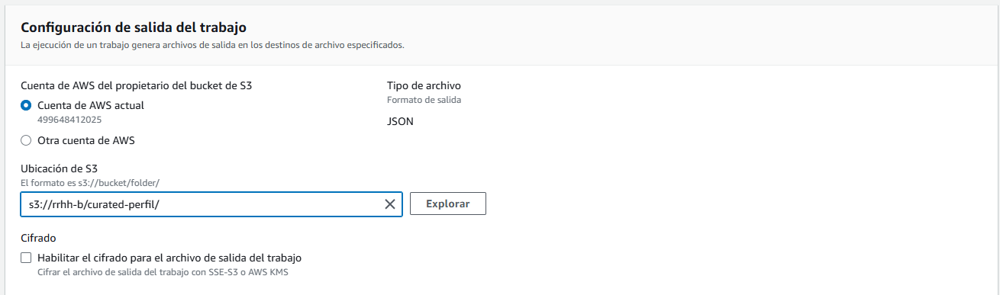 Configuración de salida del trabajo
La ejecución de un trabajo genera archivos de salida en los destinos de archivo especificados.
Cuenta de AWS del propietario del bucket de S3
Cuenta de AWS actual
499648412025
Otra cuenta de AWS
Tipo de archivo
Formato de salida
JSON
Ubicación de S3
El formato es s3://bucket/folder/
s3://rrhh-b/curated-perfil/
Explorar
Cifrado
Habilitar el cifrado para el archivo de salida del trabajo
Cifrar el archivo de salida del trabajo con SSE-S3 o AWS KMS